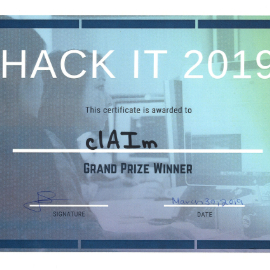 HACK IT 2019
This certificate is awarded to
clAIm
GRAND PRIZE WINNER
SIGNATURE
DATE